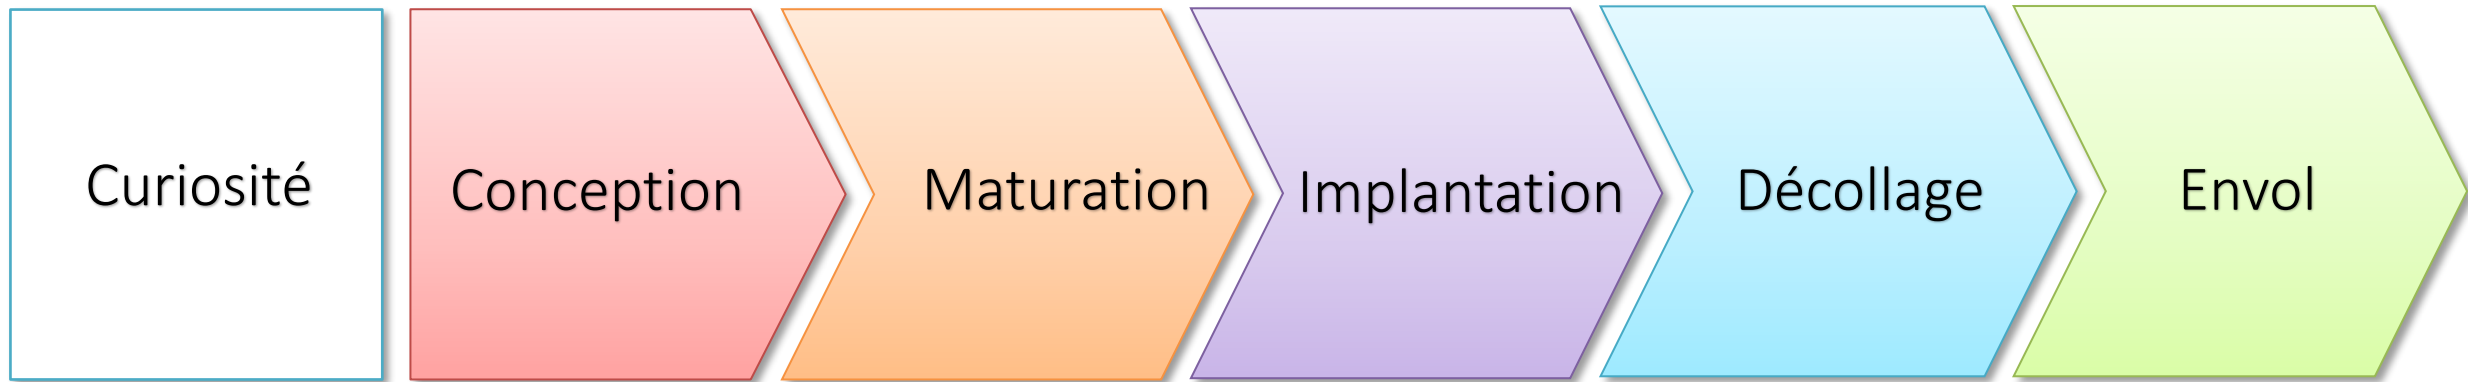 Curiosité
Conception
Maturation
Implantation
Décollage
Envol